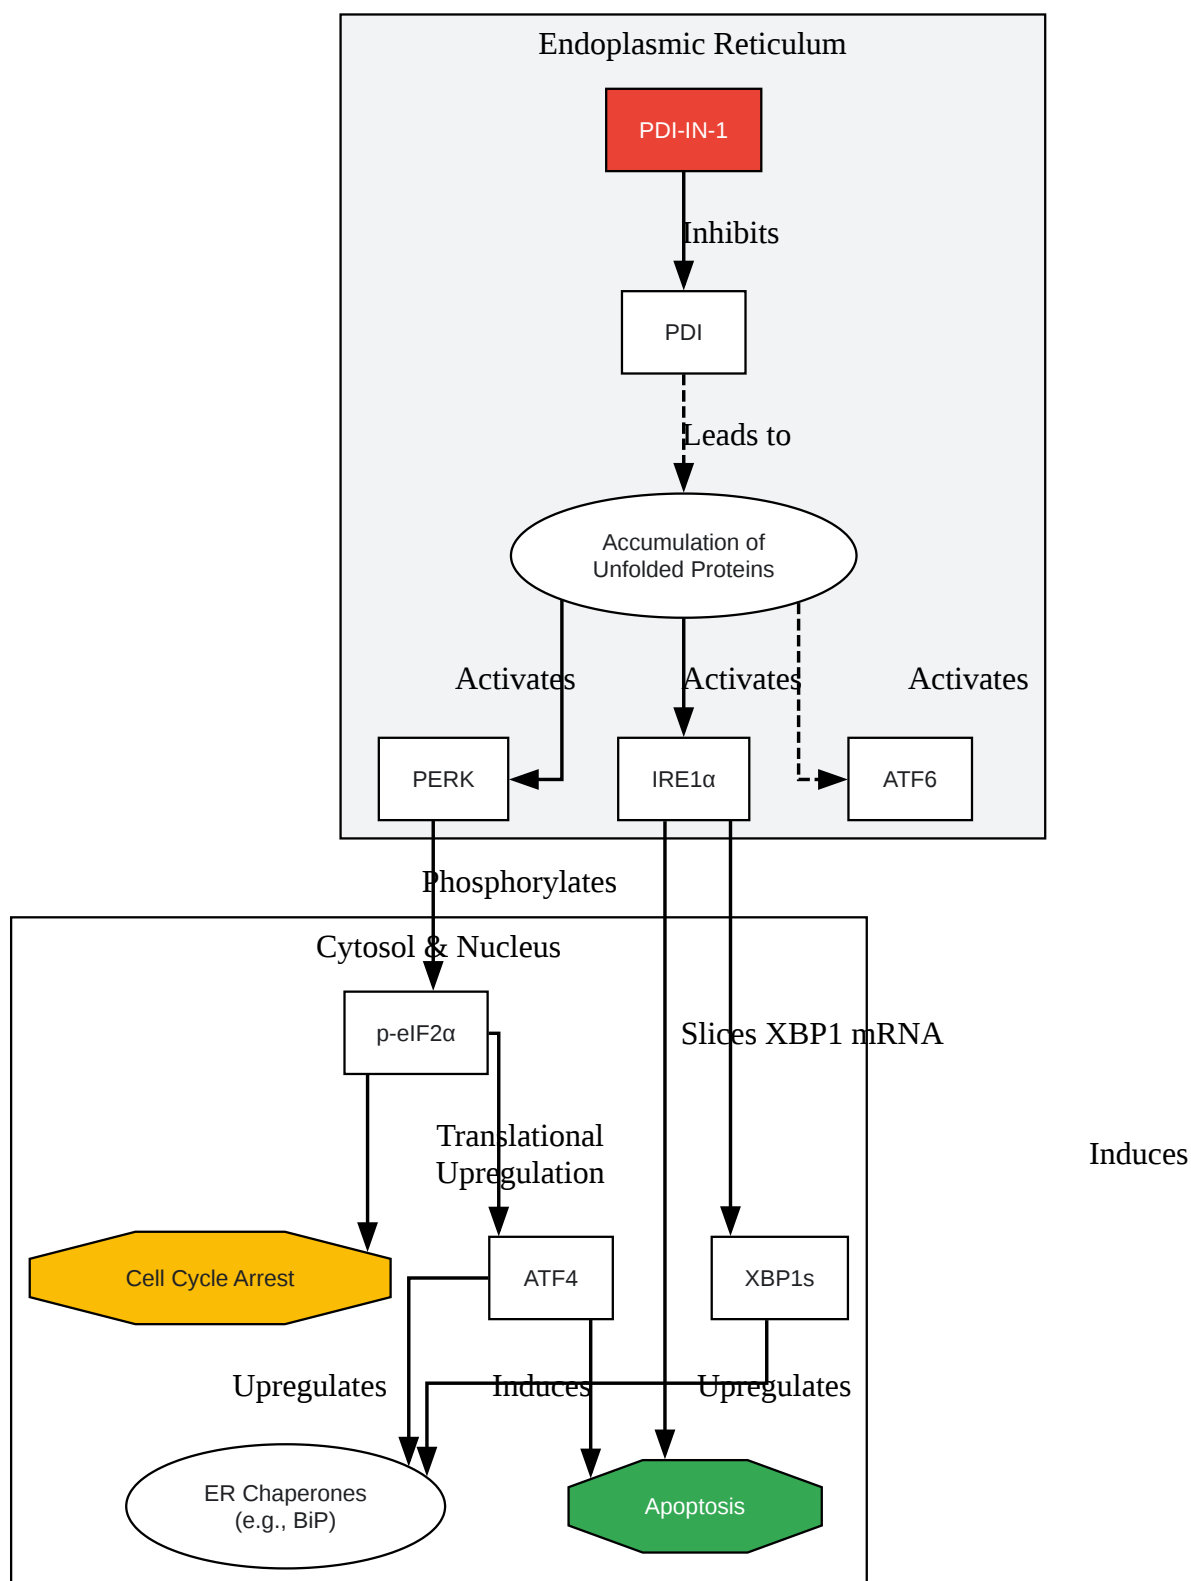 Endoplasmic Reticulum
PDI-IN-1
Inhibits
PDI
Leads to
Accumulation of
Unfolded Proteins
Activates
Activates
Activates
PERK
IRE1α
ATF6
Phosphorylates
Cytosol & Nucleus
p-eIF2α
Slices XBP1 mRNA
Translational
Upregulation
Induces
Cell Cycle Arrest
ATF4
XBP1s
Upregulates
Induces
Upregulates
ER Chaperones
(e.g., BiP)
Apoptosis